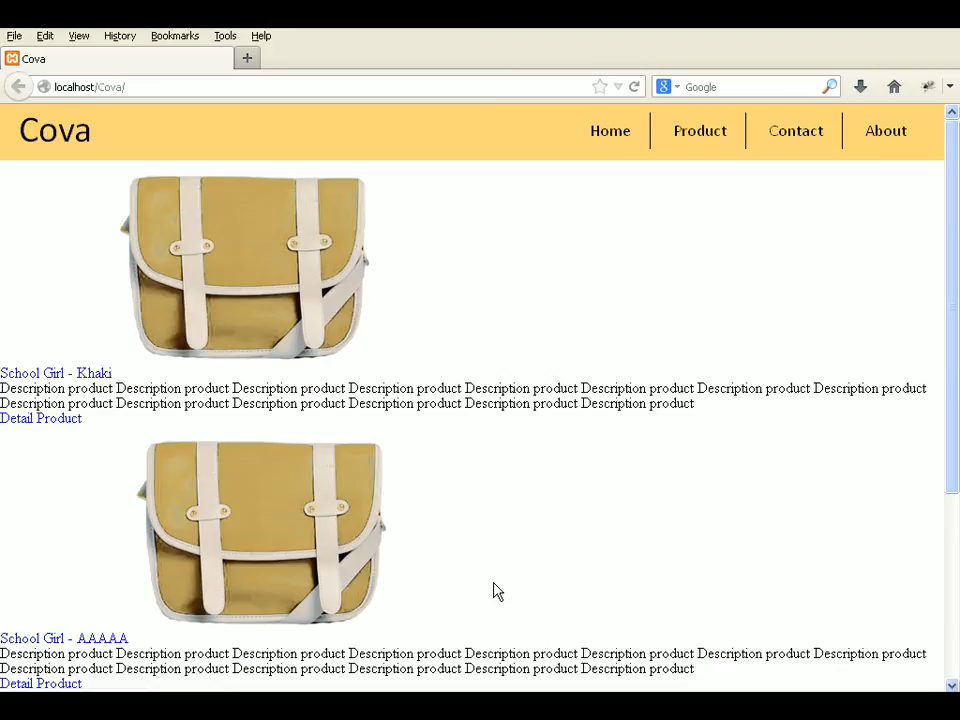 File Edit View History Bookmarks Tools Help
Cova
localhost/Cova/
Google
Cova
Home Product Contact About
School Girl - Khaki
Description product Description product Description product Description product Description product Description product Description product Description product
Description product Description product Description product Description product Description product Description product
Detail Product
School Girl - AAAAA
Description product Description product Description product Description product Description product Description product Description product Description product
Description product Description product Description product Description product Description product Description product
Detail Product